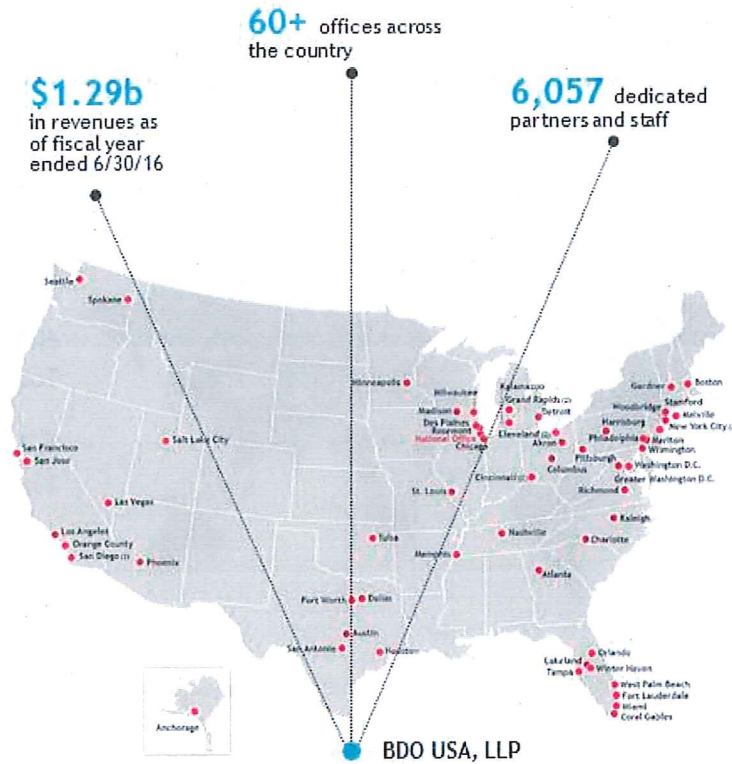 60+ offices across
the country
$1.29b
in revenues as
of fiscal year
ended 6/30/16
6,057 dedicated
partners and staff
Seattle
Spokane
Minneapolis
Milwaukee
Kalamazoo
Grand Rapids (2)
Madison
Detroit
Des Plaines
Rosemont
National Office
Chicago
Cleveland (2)
Akron
Columbus
Cincinnati (2)
Gardner
Boston
Woodbridge
Stamford
Melville
New York City
Harrisburg
Philadelphia
Marlton
Wilmington
Pittsburgh
Washington D.C.
Greater Washington D.C.
Richmond
San Francisco
San Jose
Salt Lake City
Las Vegas
Los Angeles
Orange County
San Diego (2)
Phoenix
St. Louis
Tulsa
Nashville
Memphis
Raleigh
Charlotte
Atlanta
Fort Worth
Dallas
Austin
San Antonio
Houston
Orlando
Lakeland
Winter Haven
Tampa
West Palm Beach
Fort Lauderdale
Miami
Coral Gables
Anchorage
BDO USA, LLP